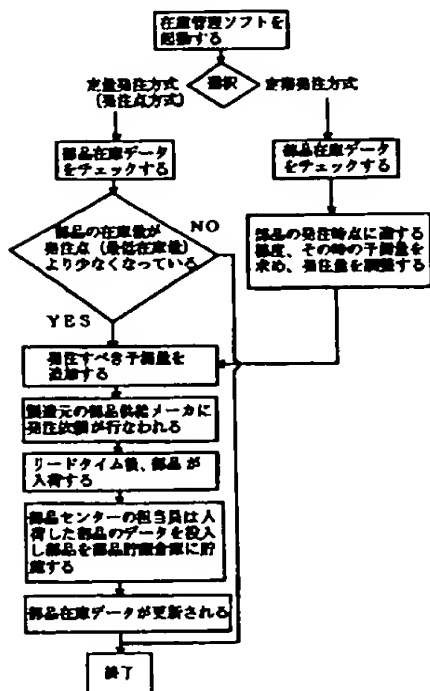 在庫管理ソフトを
起動する
選択
定量発注方式
(発注点方式)
定期発注方式
部品在庫データ
をチェックする
部品在庫データ
をチェックする
部品の在庫量が
発注点(最低在庫量)
より少なくなっている
NO
YES
部品の発注時点に達する
都度、その時の予測量を
求め、発注量を調整する
発注すべき予測量を
追加する
製造元の部品供給メーカに
発注依頼が行なわれる
リードタイム後、部品が
入荷する
部品センターの担当員は入
荷した部品のデータを投入
し部品を部品貯蔵倉庫に貯
蔵する
部品在庫データが更新される
終了